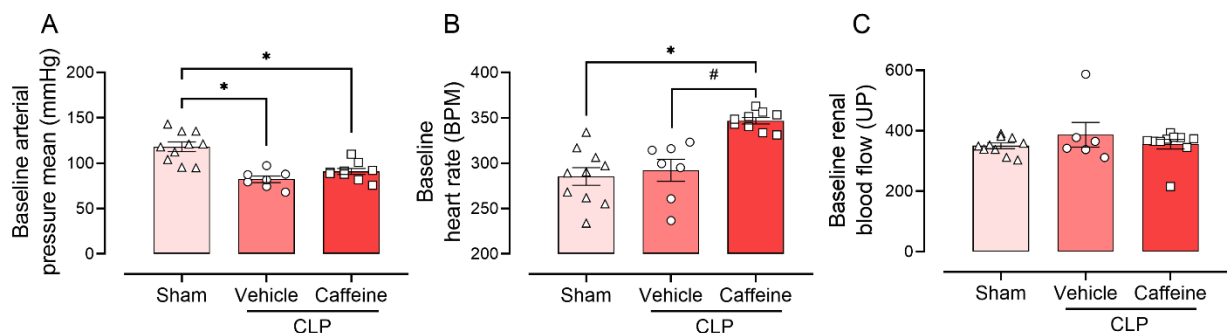 A
Baseline arterial
pressure mean (mmHg)
200
150
100
50
0
*
*
Sham
Vehicle
Caffeine
CLP
B
Baseline
heart rate (BPM)
400
350
300
250
200
*
#
Sham
Vehicle
Caffeine
CLP
C
Baseline renal
blood flow (UP)
600
400
200
0
Sham
Vehicle
Caffeine
CLP